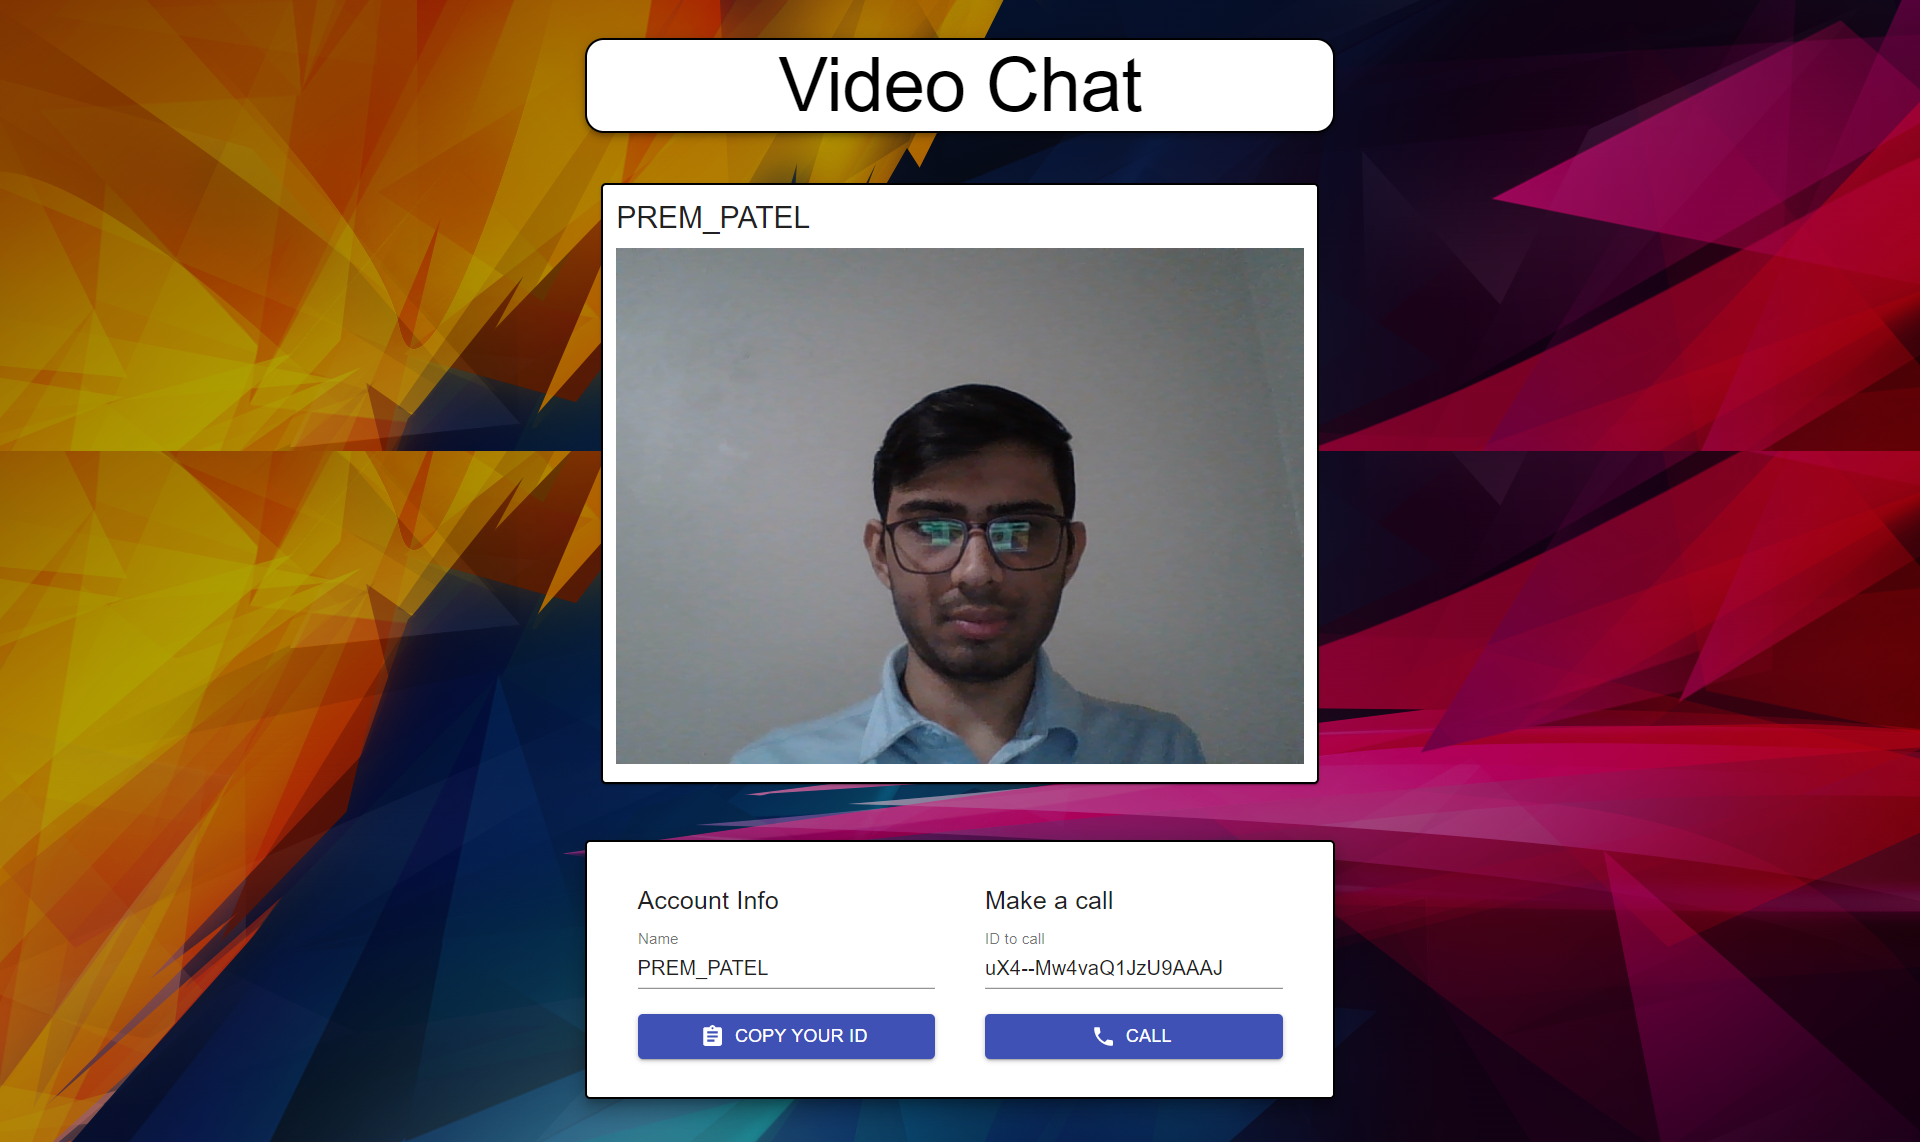 Video Chat
PREM_PATEL
Account Info
Name
PREM_PATEL
COPY YOUR ID
Make a call
ID to call
uX4--Mw4vaQ1JzU9AAAJ
CALL